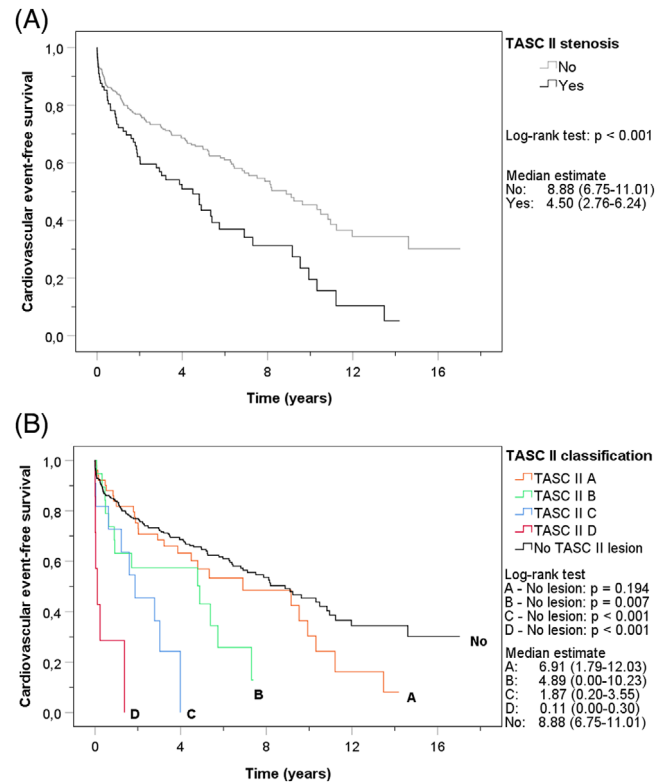 (A)
TASC II stenosis
No
Yes
Log-rank test: p < 0.001
Median estimate
No: 8.88 (6.75-11.01)
Yes: 4.50 (2.76-6.24)
Cardiovascular event-free survival
1,0
0,8
0,6
0,4
0,2
0,0
0 4 8 12 16
Time (years)
(B)
TASC II classification
TASC II A
TASC II B
TASC II C
TASC II D
No TASC II lesion
Log-rank test
A - No lesion: p = 0.194
B - No lesion: p = 0.007
C - No lesion: p < 0.001
D - No lesion: p < 0.001
Median estimate
A: 6.91 (1.79-12.03)
B: 4.89 (0.00-10.23)
C: 1.87 (0.20-3.55)
D: 0.11 (0.00-0.30)
No: 8.88 (6.75-11.01)
Cardiovascular event-free survival
1,0
0,8
0,6
0,4
0,2
0,0
No
A
B
C
D
0 4 8 12 16
Time (years)